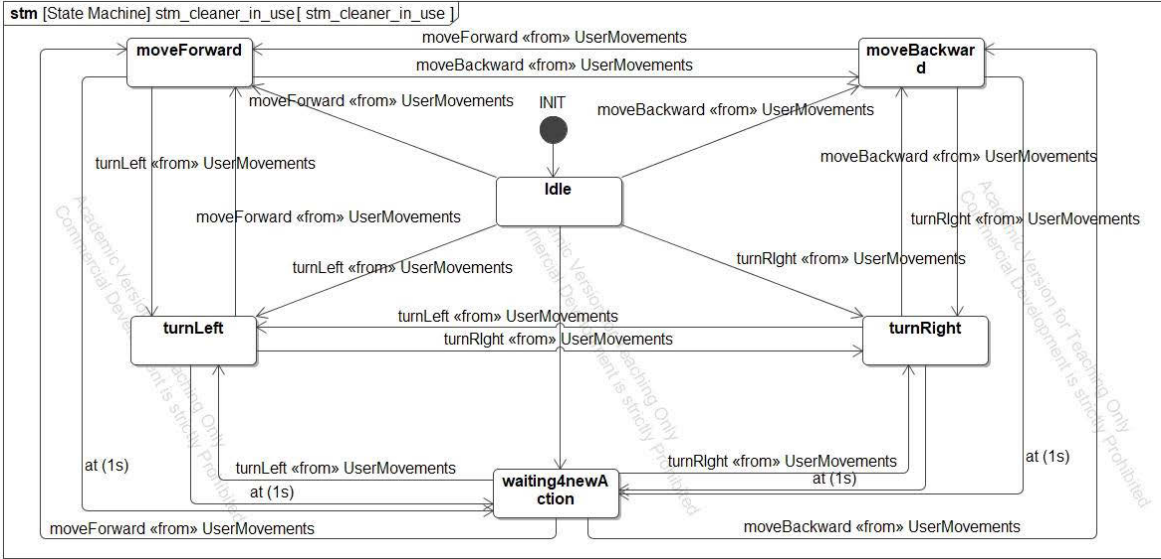 stm [State Machine] stm_cleaner_in_use[ stm_cleaner_in_use ]
moveForward
moveForward «from» UserMovements
moveBackward «from» UserMovements
moveBackwar
d
moveForward «from» UserMovements
INIT
moveBackward «from» UserMovements
turnLeft «from» UserMovements
moveBackward «from» UserMovements
Idle
moveForward «from» UserMovements
turnRIght «from» UserMovements
turnLeft «from» UserMovements
turnRIght «from» UserMovements
turnLeft
turnLeft «from» UserMovements
turnRIght «from» UserMovements
turnRight
at (1s)
turnLeft «from» UserMovements
at (1s)
waiting4newA
ction
turnRIght «from» UserMovements
at (1s)
at (1s)
moveForward «from» UserMovements
moveBackward «from» UserMovements
Academic Version for Teaching Only
Commercial Development is strictly Prohibited